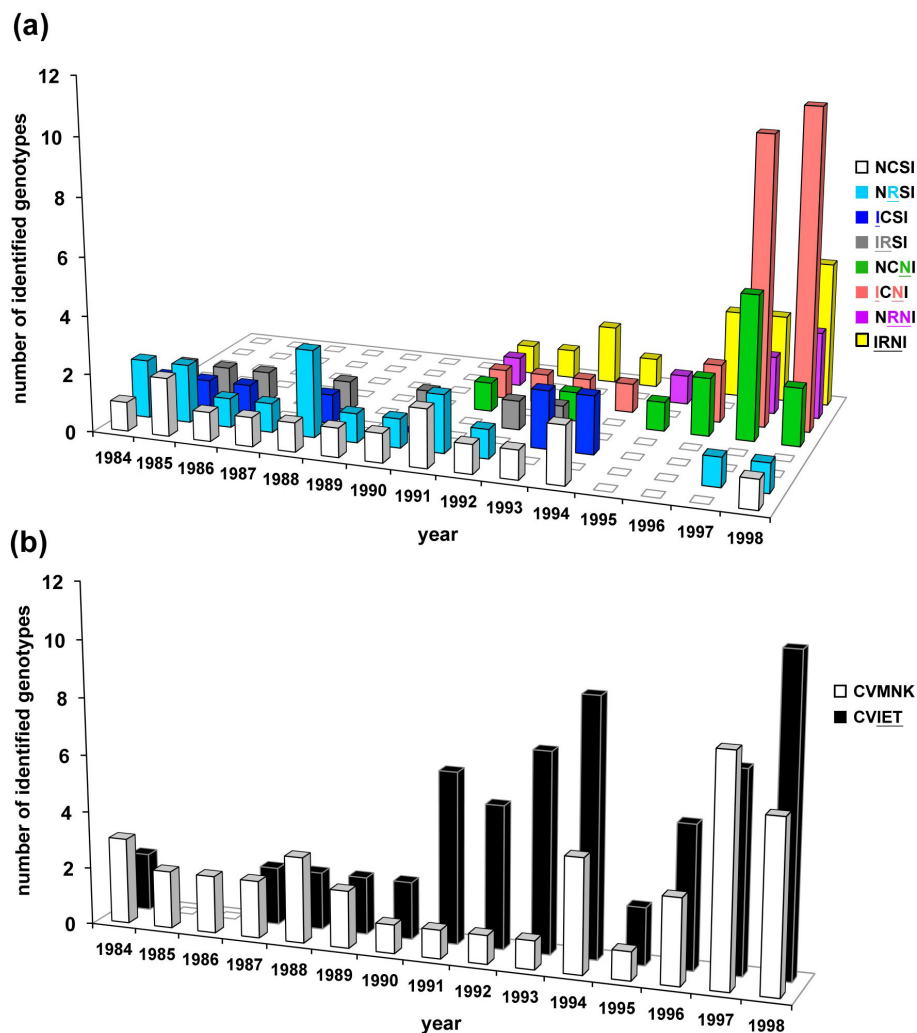 (a)
number of identified genotypes
12
10
8
6
4
2
0
1984 1985 1986 1987 1988 1989 1990 1991 1992 1993 1994 1995 1996 1997 1998
year
NCSI
NRSI
ICSI
IRSI
NCNI
ICNI
NRNI
IRNI
(b)
number of identified genotypes
12
10
8
6
4
2
0
1984 1985 1986 1987 1988 1989 1990 1991 1992 1993 1994 1995 1996 1997 1998
year
CVMNK
CVIET